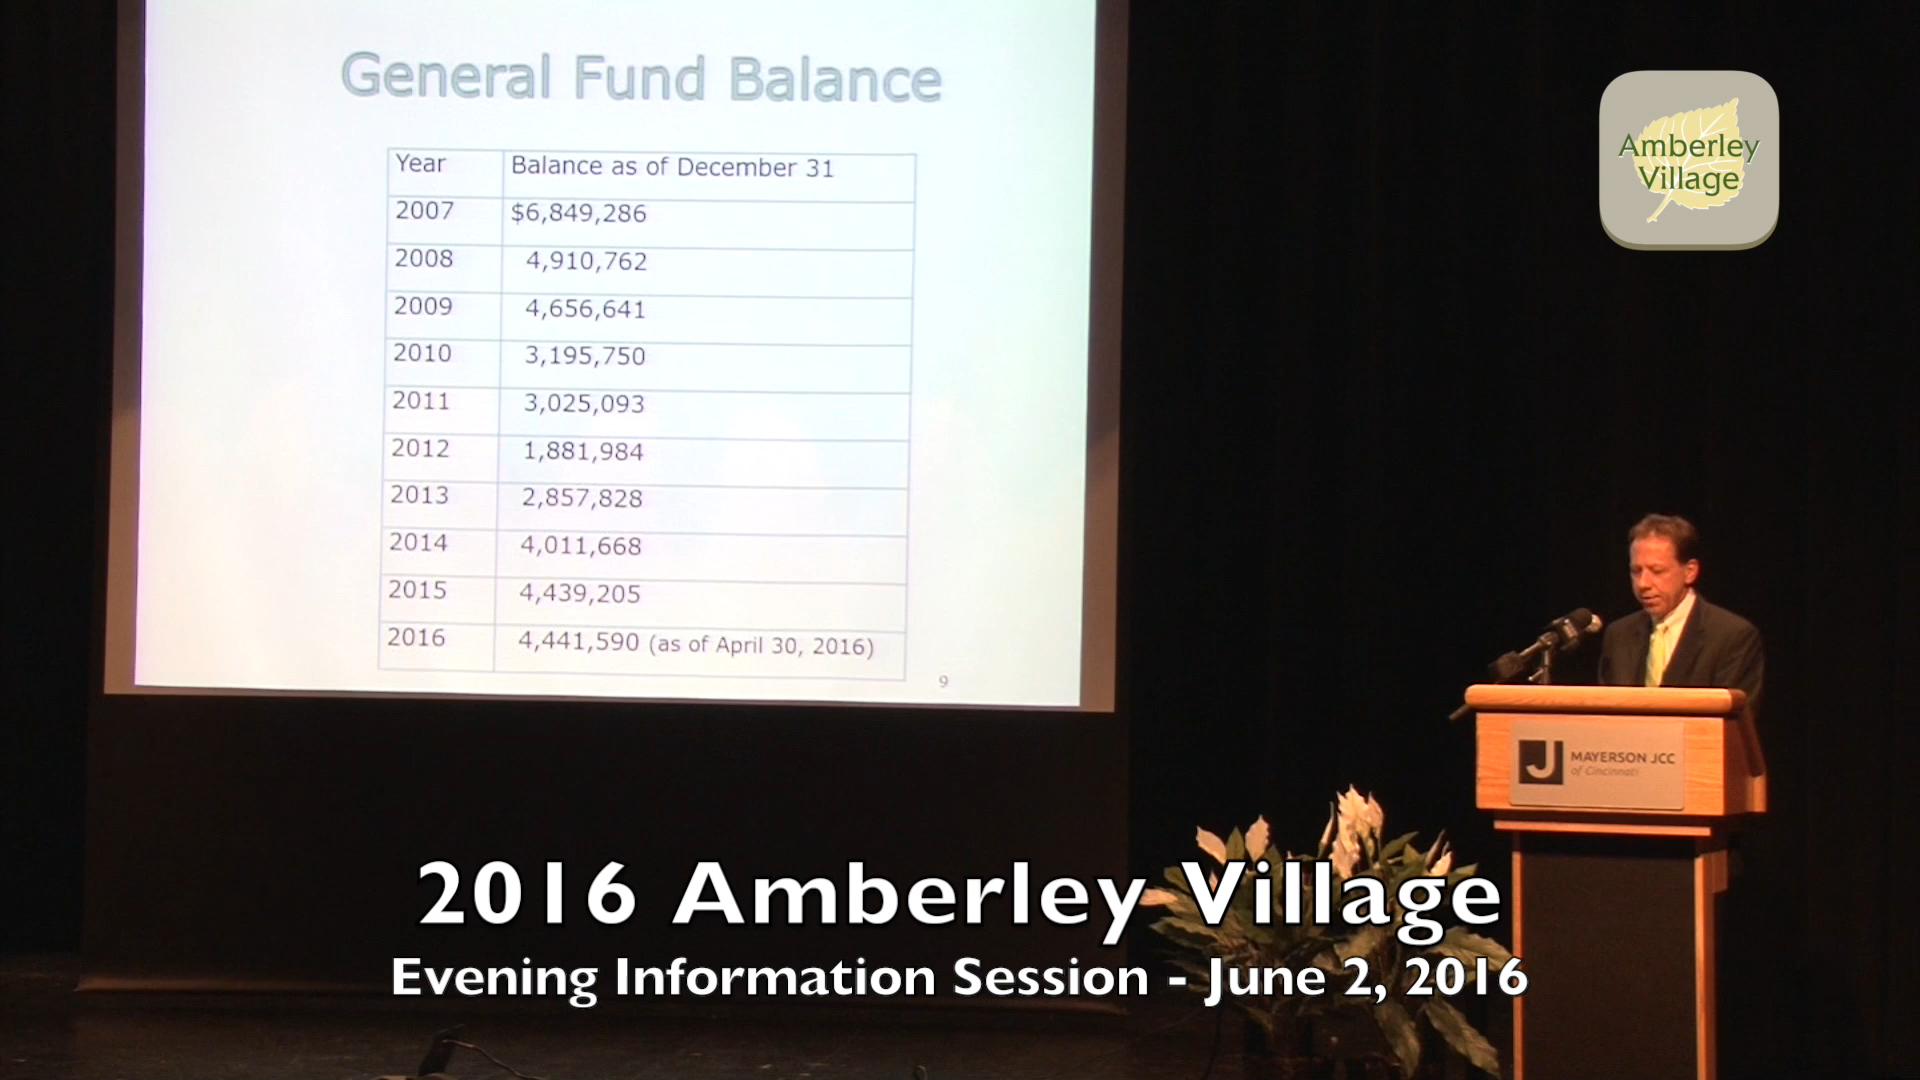 General Fund Balance
Year Balance as of December 31
2007 $6,849,286
2008 4,910,762
2009 4,656,641
2010 3,195,750
2011 3,025,093
2012 1,881,984
2013 2,857,828
2014 4,011,668
2015 4,439,205
2016 4,441,590 (as of April 30, 2016)
9
Amberley
Village
J MAYERSON JCC
of Cincinnati
2016 Amberley Village
Evening Information Session - June 2, 2016